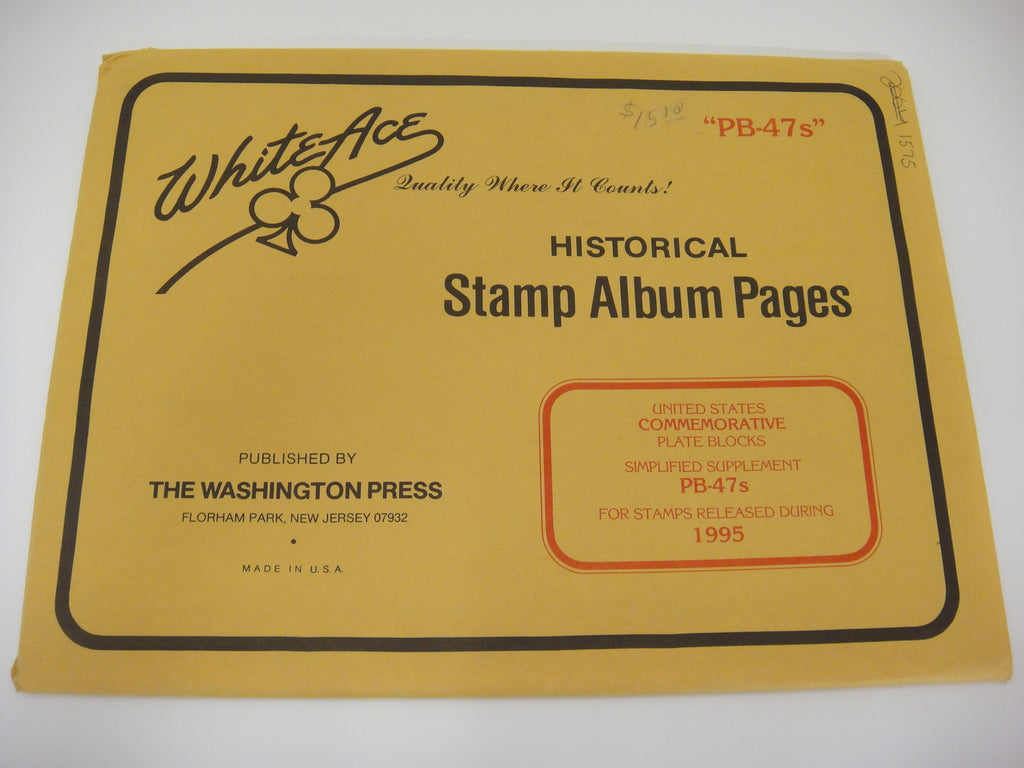 White Ace
Quality Where It Counts!
"PB-47s"
1575
HISTORICAL
Stamp Album Pages
UNITED STATES
COMMEMORATIVE
PLATE BLOCKS
SIMPLIFIED SUPPLEMENT
PB-47s
FOR STAMPS RELEASED DURING
1995
PUBLISHED BY
THE WASHINGTON PRESS
FLORHAM PARK, NEW JERSEY 07932
•
MADE IN U.S.A.